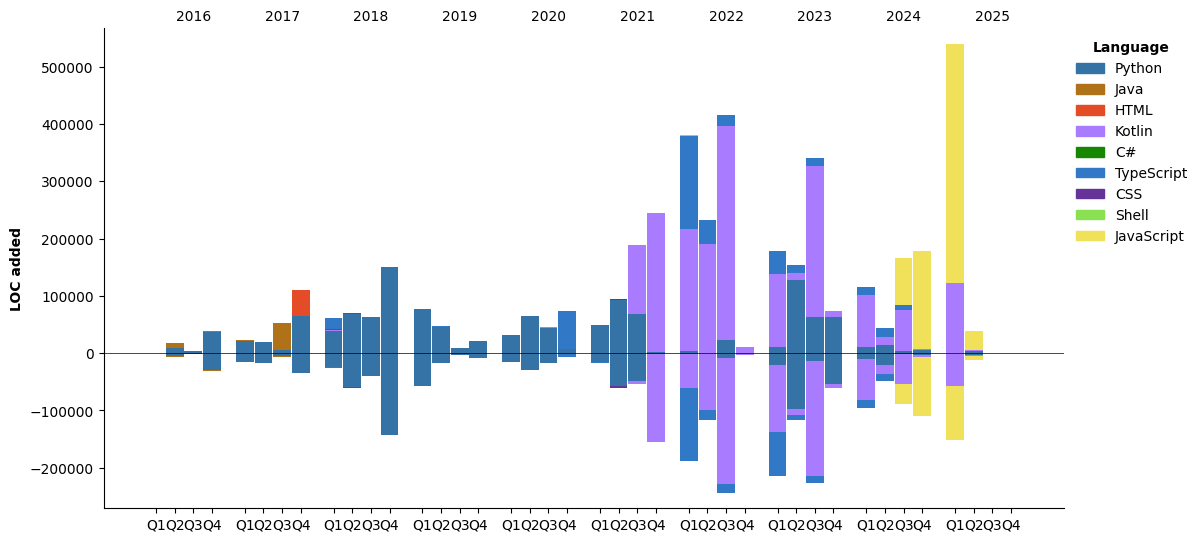 2016 2017 2018 2019 2020 2021 2022 2023 2024 2025
Language
Python
Java
HTML
Kotlin
C#
TypeScript
CSS
Shell
JavaScript
LOC added
500000
400000
300000
200000
100000
0
−100000
−200000
Q1Q2Q3Q4 Q1Q2Q3Q4 Q1Q2Q3Q4 Q1Q2Q3Q4 Q1Q2Q3Q4 Q1Q2Q3Q4 Q1Q2Q3Q4 Q1Q2Q3Q4 Q1Q2Q3Q4 Q1Q2Q3Q4